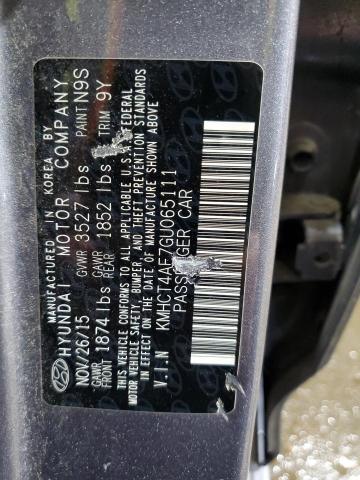 MANUFACTURED IN KOREA BY
HYUNDAI MOTOR COMPANY
NOV/26/15 GVWR 3527 lbs PAINT N9S
GAWR FRONT 1874 lbs GAWR REAR 1852 lbs TRIM 9Y
THIS VEHICLE CONFORMS TO ALL APPLICABLE U.S.A FEDERAL
MOTOR VEHICLE SAFETY, BUMPER, AND THEFT PREVENTION STANDARDS
IN EFFECT ON THE DATE OF MANUFACTURE SHOWN ABOVE
V.I.N KMHCT4AE7GU065111
PASSENGER CAR